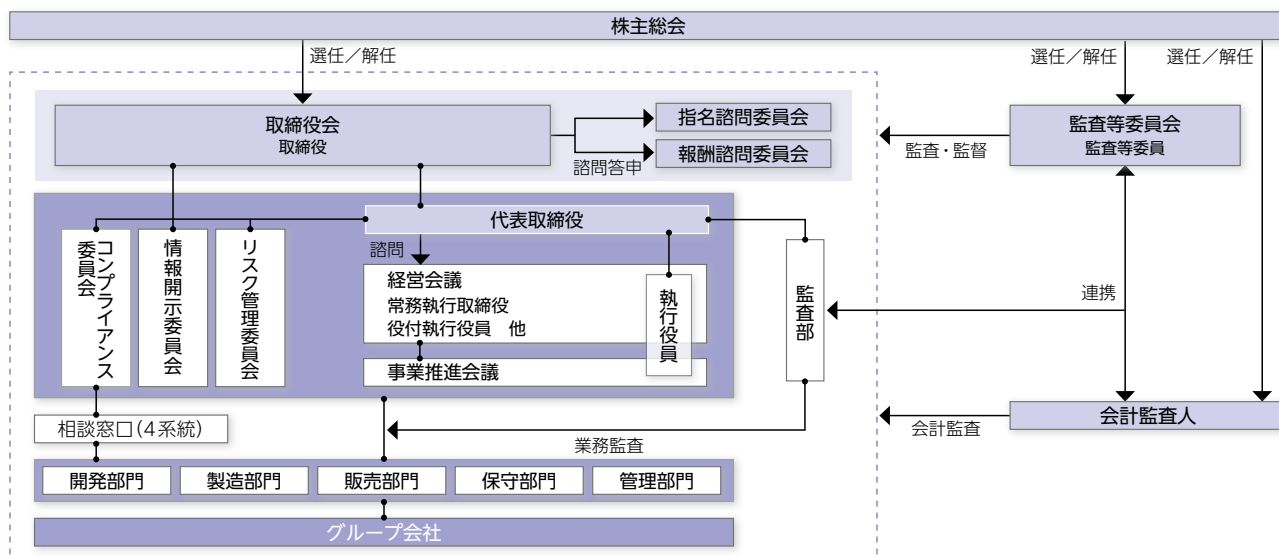 株主総会
選任／解任
選任／解任
選任／解任
取締役会
取締役
指名諮問委員会
報酬諮問委員会
諮問答申
監査・監督
監査等委員会
監査等委員
代表取締役
諮問
コンプライアンス
委員会
情報開示委員会
リスク管理委員会
経営会議
常務執行取締役
役付執行役員　他
執行役員
事業推進会議
監査部
連携
相談窓口(4系統)
業務監査
会計監査
会計監査人
開発部門
製造部門
販売部門
保守部門
管理部門
グループ会社